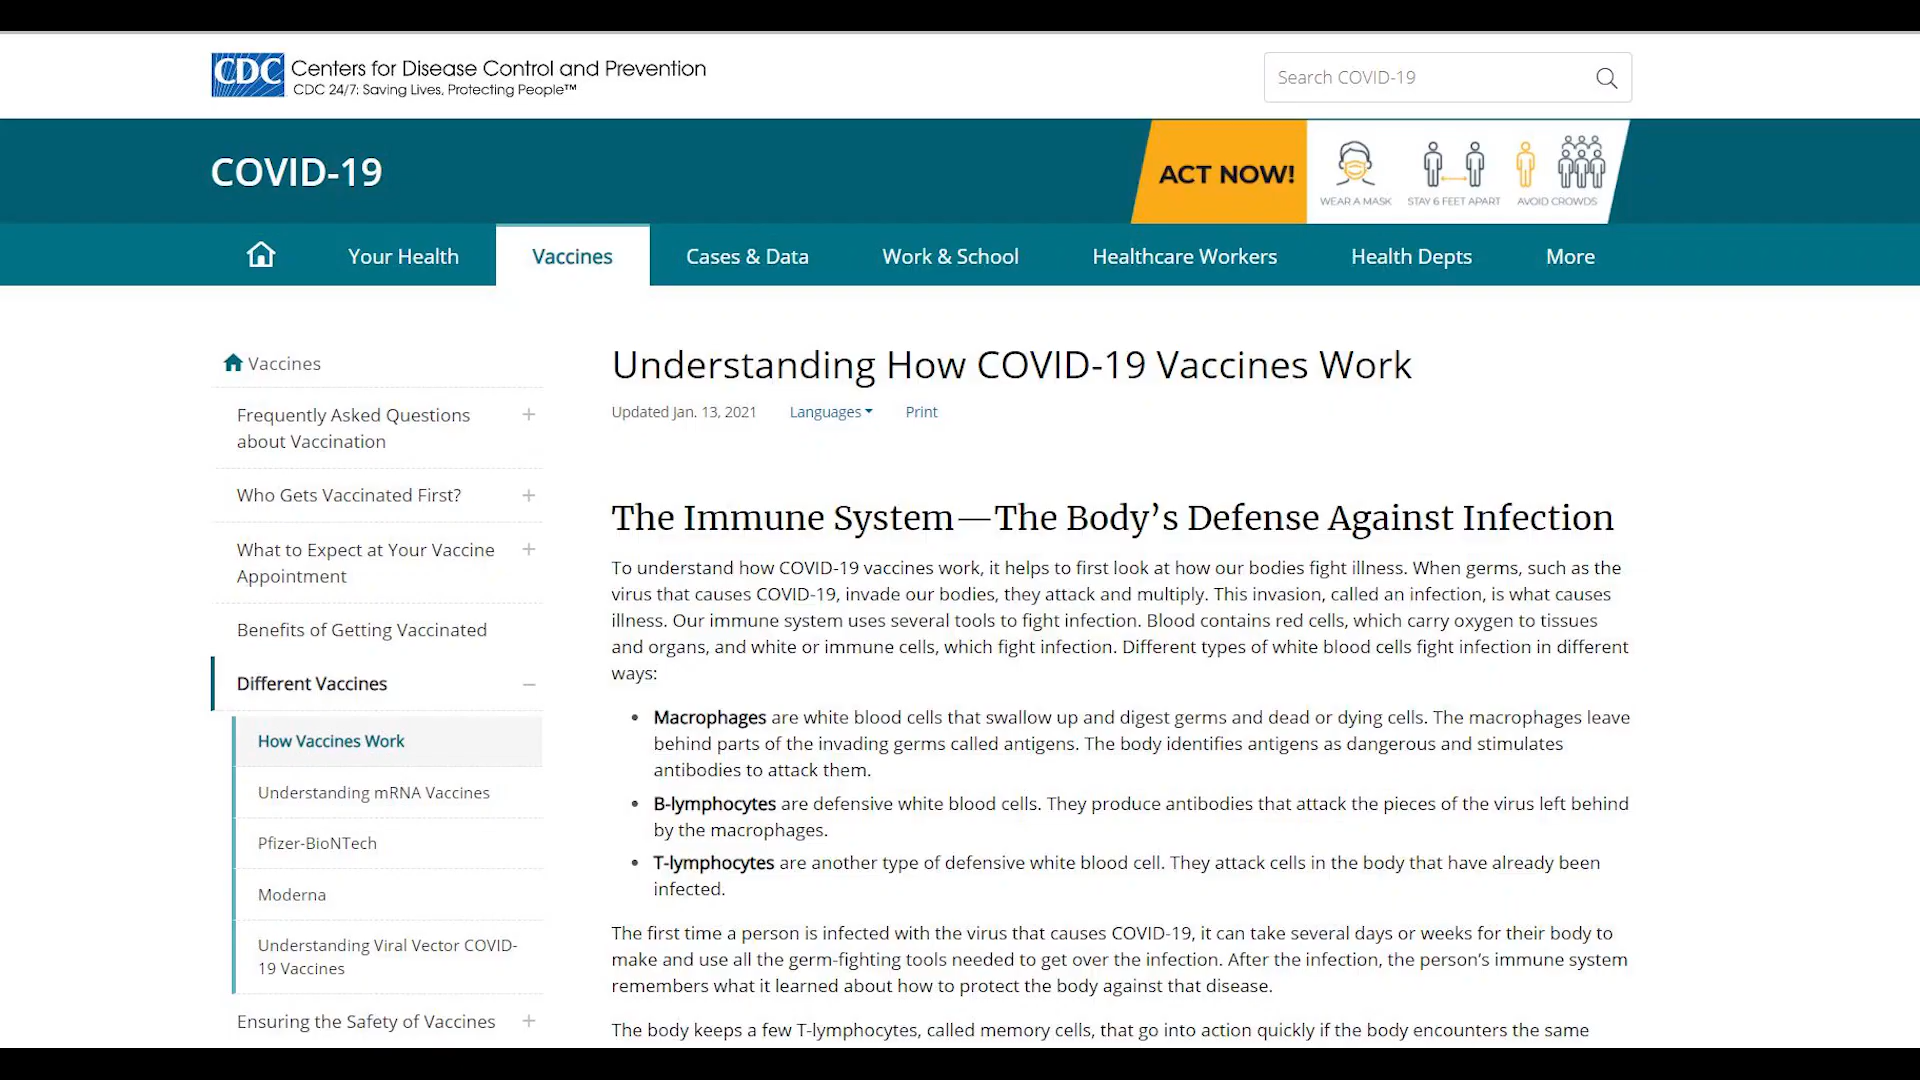 CDC Centers for Disease Control and Prevention
CDC 24/7: Saving Lives, Protecting People™
Search COVID-19
COVID-19
ACT NOW!
WEAR A MASK
STAY 6 FEET APART
AVOID CROWDS
Your Health
Vaccines
Cases & Data
Work & School
Healthcare Workers
Health Depts
More
Vaccines
Frequently Asked Questions
about Vaccination
Who Gets Vaccinated First?
What to Expect at Your Vaccine
Appointment
Benefits of Getting Vaccinated
Different Vaccines
How Vaccines Work
Understanding mRNA Vaccines
Pfizer-BioNTech
Moderna
Understanding Viral Vector COVID-
19 Vaccines
Ensuring the Safety of Vaccines
Understanding How COVID-19 Vaccines Work
Updated Jan. 13, 2021
Languages
Print
The Immune System—The Body’s Defense Against Infection
To understand how COVID-19 vaccines work, it helps to first look at how our bodies fight illness. When germs, such as the
virus that causes COVID-19, invade our bodies, they attack and multiply. This invasion, called an infection, is what causes
illness. Our immune system uses several tools to fight infection. Blood contains red cells, which carry oxygen to tissues
and organs, and white or immune cells, which fight infection. Different types of white blood cells fight infection in different
ways:
• Macrophages are white blood cells that swallow up and digest germs and dead or dying cells. The macrophages leave
behind parts of the invading germs called antigens. The body identifies antigens as dangerous and stimulates
antibodies to attack them.
• B-lymphocytes are defensive white blood cells. They produce antibodies that attack the pieces of the virus left behind
by the macrophages.
• T-lymphocytes are another type of defensive white blood cell. They attack cells in the body that have already been
infected.
The first time a person is infected with the virus that causes COVID-19, it can take several days or weeks for their body to
make and use all the germ-fighting tools needed to get over the infection. After the infection, the person’s immune system
remembers what it learned about how to protect the body against that disease.
The body keeps a few T-lymphocytes, called memory cells, that go into action quickly if the body encounters the same